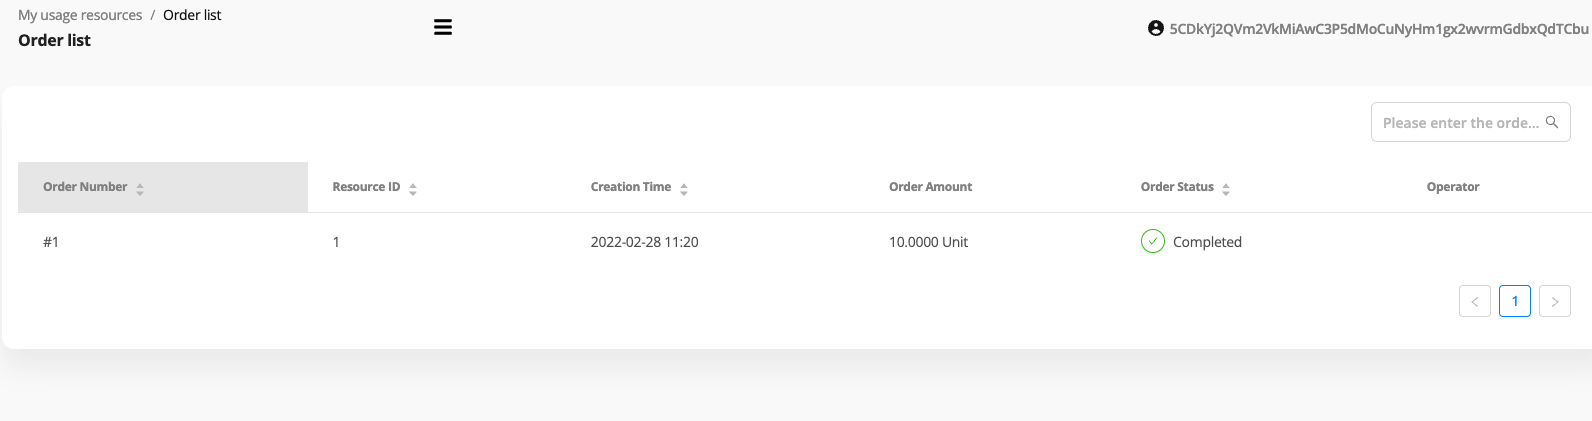 My usage resources / Order list
Order list
5CDkYj2QVm2VkMiAwC3P5dMoCuNyHm1gx2wvrmGdbxQdTCbu
Please enter the orde...
Order Number Resource ID Creation Time Order Amount Order Status Operator
#1 1 2022-02-28 11:20 10.0000 Unit Completed
< 1 >